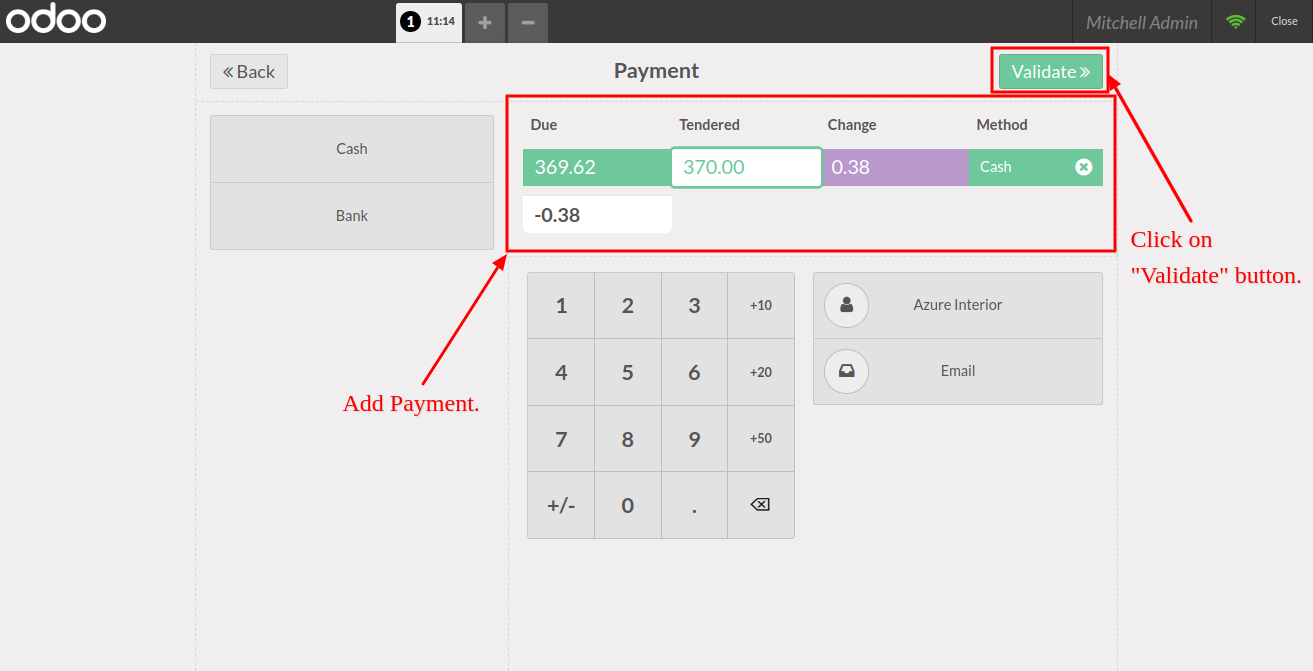 odoo
1 11:14
Mitchell Admin
Close
Back
Payment
Validate
Due Tendered Change Method
369.62 370.00 0.38 Cash
-0.38
Cash
Bank
Click on
"Validate" button.
Add Payment.
1 2 3 +10
4 5 6 +20
7 8 9 +50
+/- 0 .
Azure Interior
Email